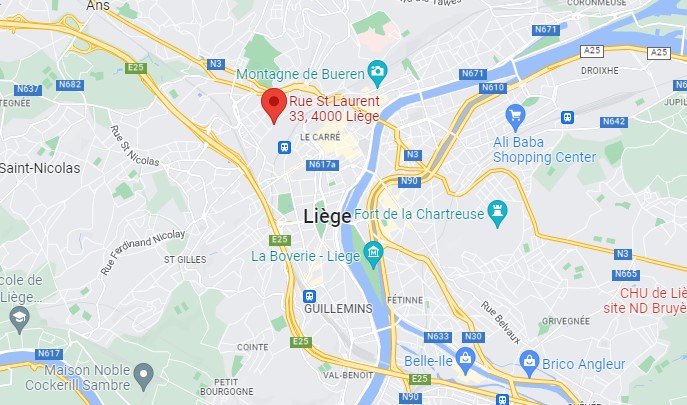 Ans
CORONMEUSE
N671
A25
A25
E25
N3
Montagne de Bueren
N671
DROIXHE
N637
N682
N610
Rue St Laurent
33, 4000 Liège
Ali Baba
Shopping Center
N642
JUPIL
Rue St Nicolas
LE CARRÉ
N3
N617a
N90
Saint-Nicolas
Liège
Fort de la Chartreuse
Rue Ferdinand Nicolay
E25
ST GILLES
La Boverie - Liege
N3
N665
cole de
Liège...
FÉTINNE
CHU de Liè
site ND Bruyè
GUILLEMINS
Rue Belvaux
GRIVEGNÉE
N617
COINTE
E25
N633
N30
Maison Noble
Cockerill Sambre
Belle-Ile
Brico Angleur
PETIT
BOURGOGNE
VAL-BENOIT
E25